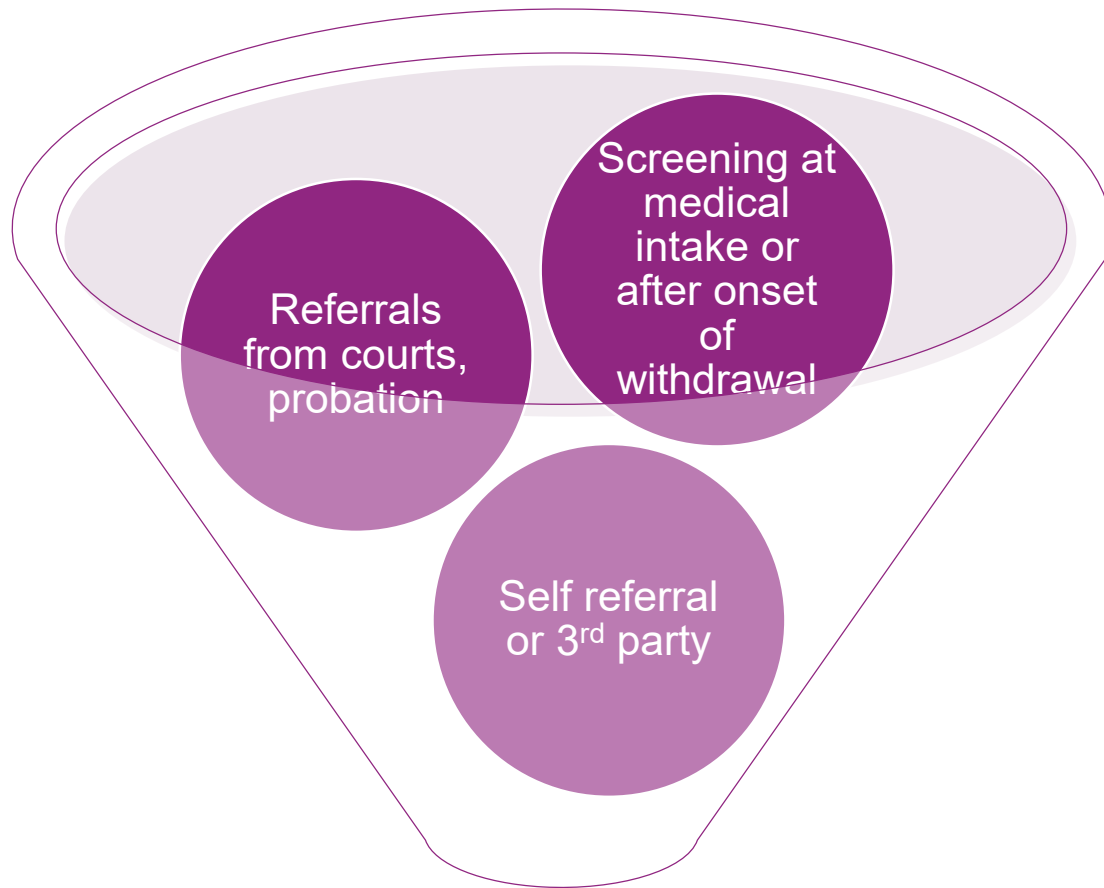 Screening at
medical
intake or
after onset
of
withdrawal
Referrals
from courts,
probation
Self referral
or 3rd party